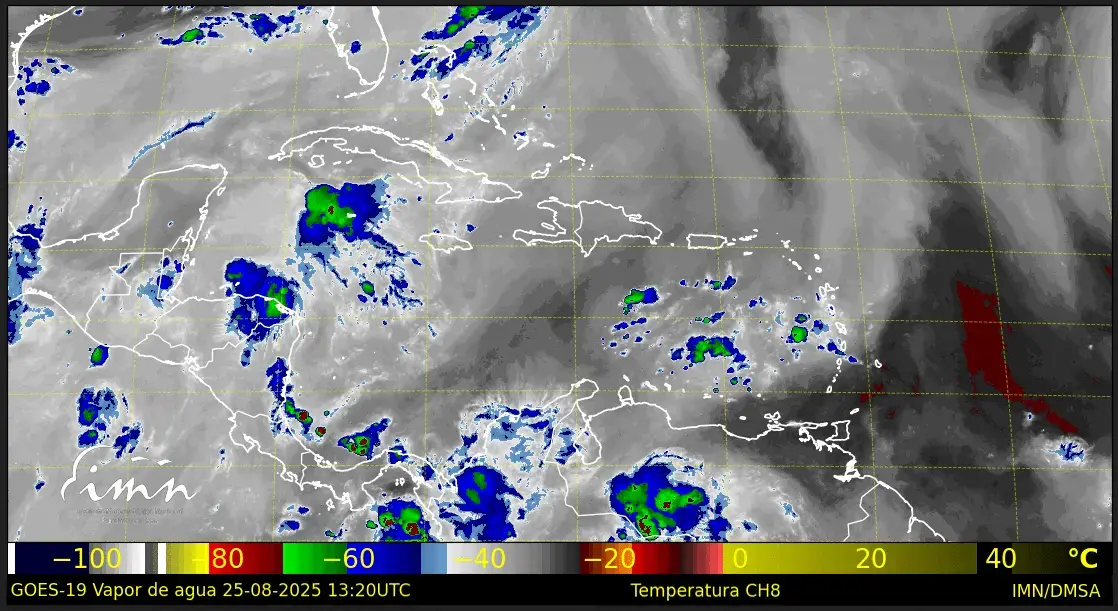 imn
−100 −80 −60 −40 −20 0 20 40 °C
GOES-19 Vapor de agua 25-08-2025 13:20UTC Temperatura CH8 IMN/DMSA